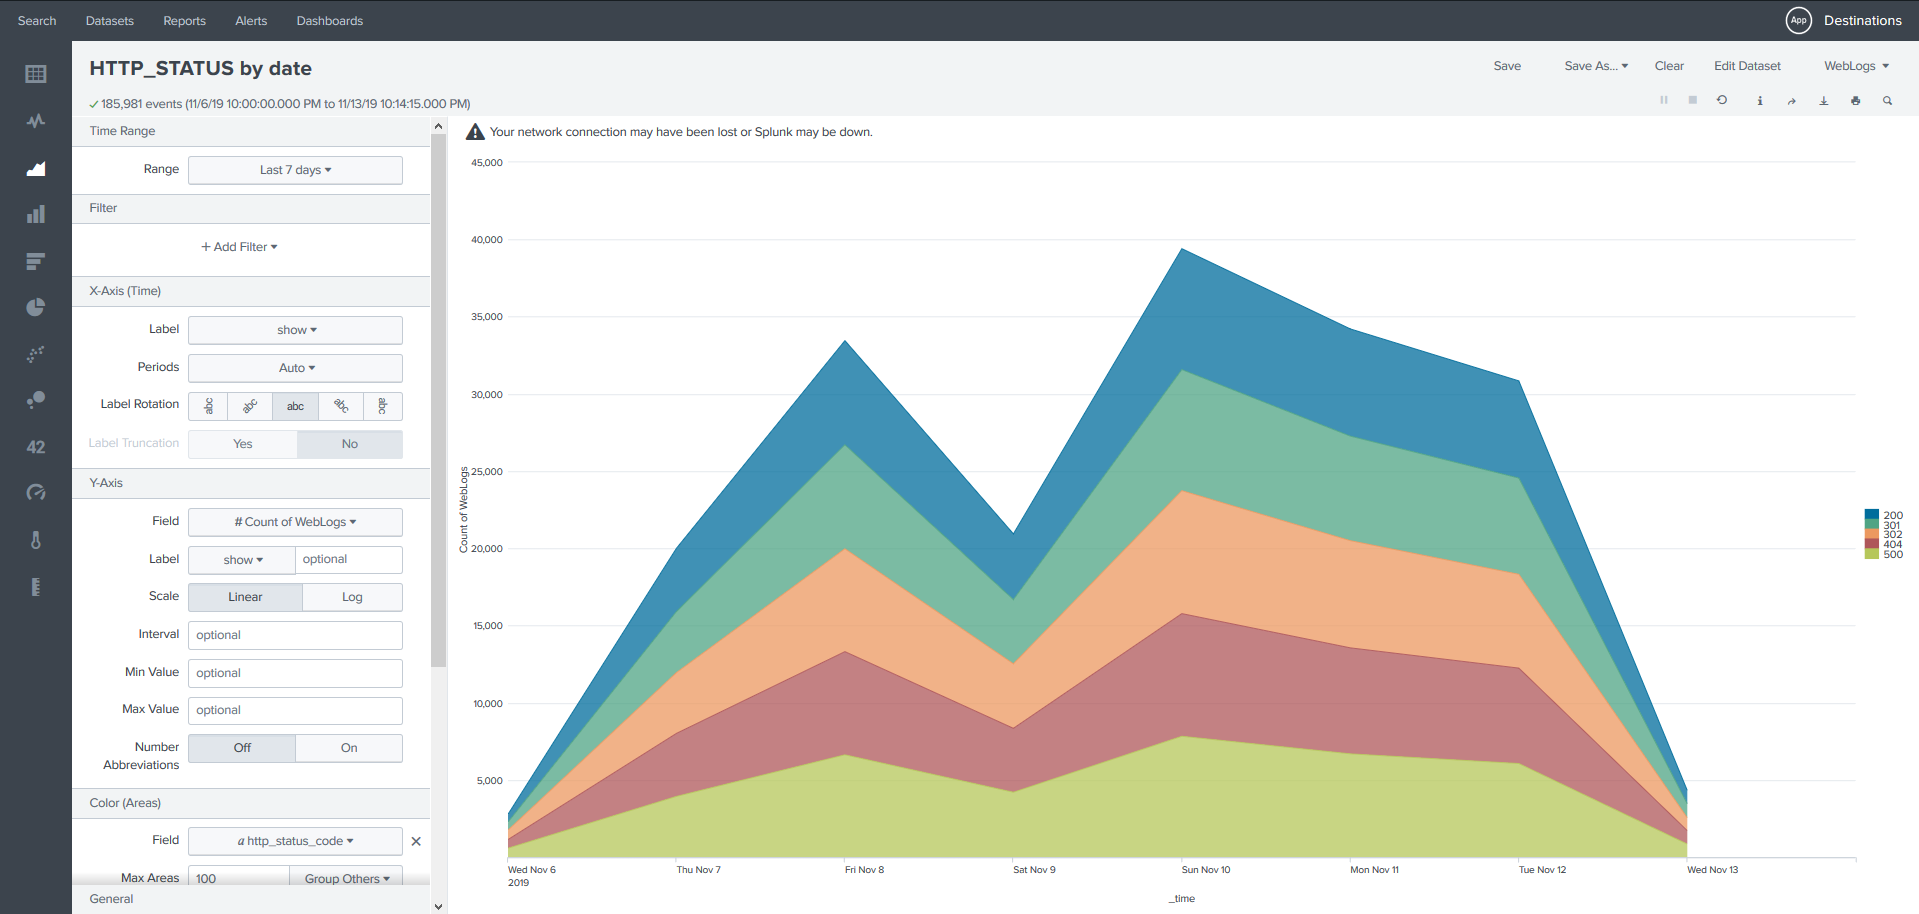 Search Datasets Reports Alerts Dashboards
App Destinations
HTTP_STATUS by date
Save Save As... Clear Edit Dataset WebLogs
185,981 events (11/6/19 10:00:00.000 PM to 11/13/19 10:14:15.000 PM)
Time Range
Range Last 7 days
Filter
+ Add Filter
X-Axis (Time)
Label show
Periods Auto
Label Rotation abc abc abc abc abc
Label Truncation Yes No
Y-Axis
Field # Count of WebLogs
Label show optional
Scale Linear Log
Interval optional
Min Value optional
Max Value optional
Number
Abbreviations
Off On
Color (Areas)
Field a http_status_code
Max Areas 100 Group Others
General
42
Your network connection may have been lost or Splunk may be down.
45,000
40,000
35,000
30,000
25,000
20,000
15,000
10,000
5,000
Count of WebLogs
Wed Nov 6
2019
Thu Nov 7
Fri Nov 8
Sat Nov 9
Sun Nov 10
Mon Nov 11
Tue Nov 12
Wed Nov 13
_time
200
301
302
404
500